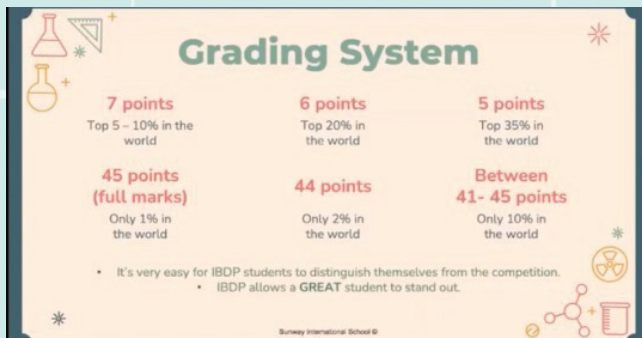 Grading System
7 points
Top 5 – 10% in the
world
6 points
Top 20% in
the world
5 points
Top 35% in
the world
45 points
(full marks)
Only 1% in
the world
44 points
Only 2% in
the world
Between
41- 45 points
Only 10% in
the world
• It's very easy for IBDP students to distinguish themselves from the competition.
• IBDP allows a GREAT student to stand out.
Sunway International School ©